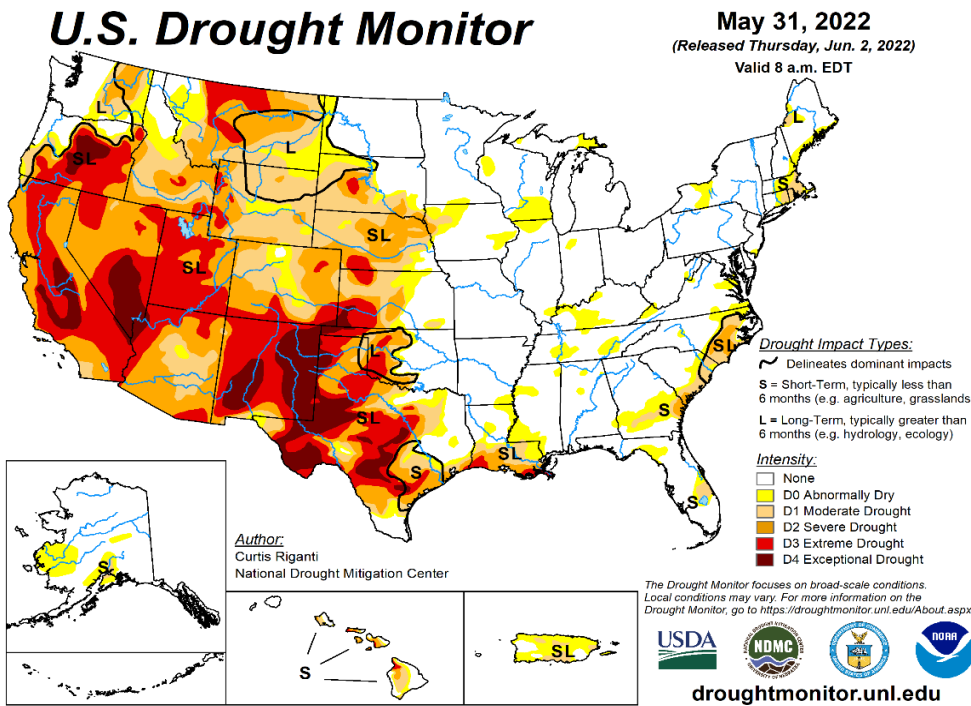 U.S. Drought Monitor
May 31, 2022
(Released Thursday, Jun. 2, 2022)
Valid 8 a.m. EDT
L
SL
L
SL
SL
L
SL
S
SL
L
S
SL
S
S
Drought Impact Types:
Delineates dominant impacts
S = Short-Term, typically less than
6 months (e.g. agriculture, grasslands
L = Long-Term, typically greater than
6 months (e.g. hydrology, ecology)
Intensity:
None
D0 Abnormally Dry
D1 Moderate Drought
D2 Severe Drought
D3 Extreme Drought
D4 Exceptional Drought
S
Author:
Curtis Riganti
National Drought Mitigation Center
S
SL
The Drought Monitor focuses on broad-scale conditions.
Local conditions may vary. For more information on the
Drought Monitor, go to https://droughtmonitor.unl.edu/About.aspx
USDA
NDMC
NOAA
droughtmonitor.unl.edu